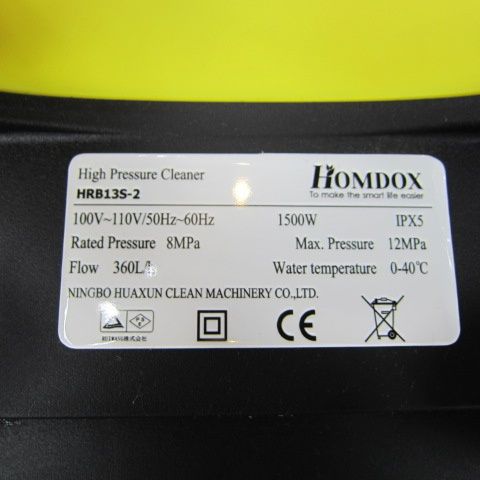 High Pressure Cleaner
HOMDOX
HRB13S-2
To make the smart life easier
100V~110V/50Hz~60Hz 1500W IPX5
Rated Pressure 8MPa Max. Pressure 12MPa
Flow 360L/h Water temperature 0-40℃
NINGBO HUAXUN CLEAN MACHINERY CO.,LTD.
CE